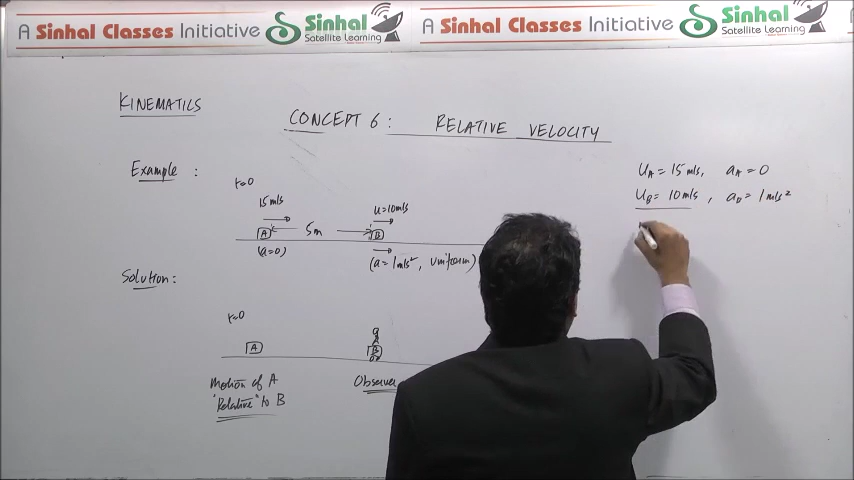 A Sinhal Classes Initiative Sinhal Satellite Learning A Sinhal Classes Initiative Sinhal Satellite Learning
KINEMATICS
CONCEPT 6 : RELATIVE VELOCITY
Example :
t=0
15 m/s
u=10m/s
A 5m B
(a=0)
(a = 1m/s², uniform)
Solution :
t=0
A
B
Motion of A
"Relative" to B
Observer
u_A = 15 m/s, a_A = 0
u_B = 10 m/s , a_B = 1 m/s²